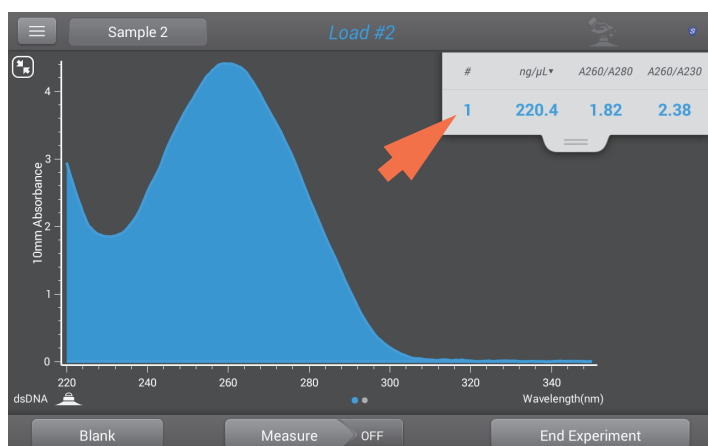 Sample 2
Load #2
# ng/µL▾ A260/A280 A260/A230
1 220.4 1.82 2.38
10mm Absorbance
4
3
2
1
0
220 240 260 280 300 320 340
dsDNA
Wavelength(nm)
Blank
Measure
OFF
End Experiment